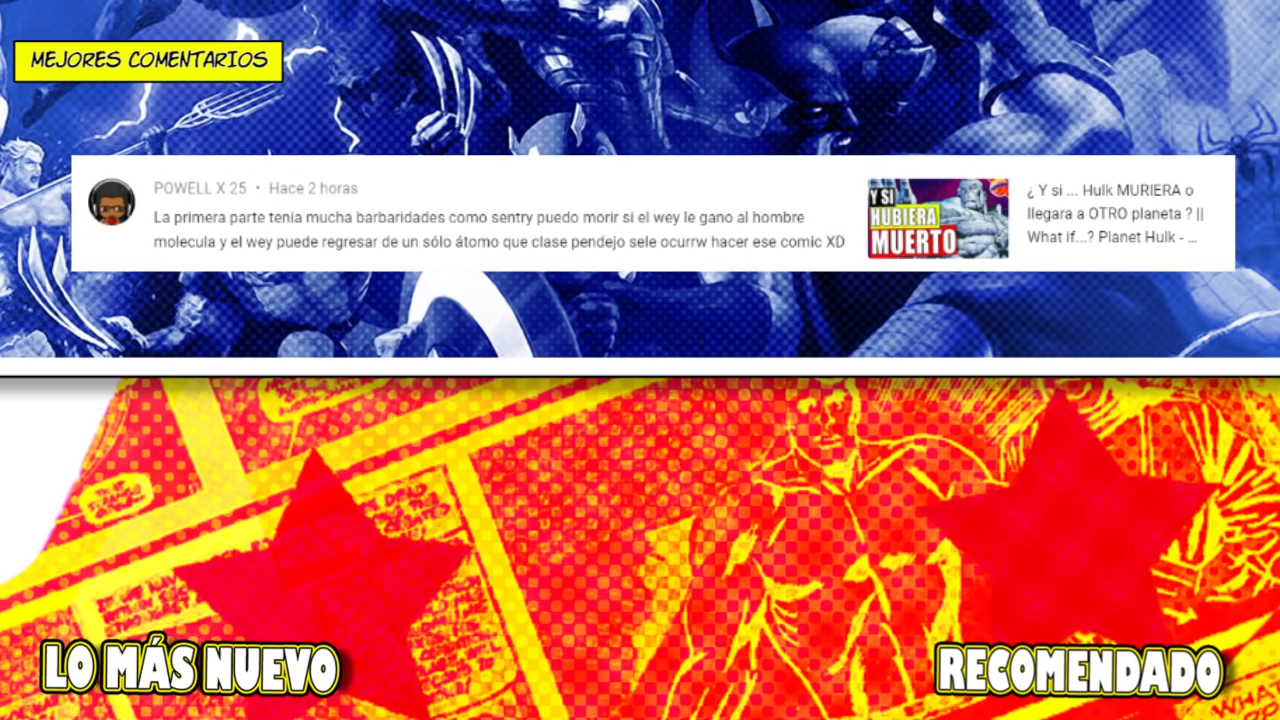 MEJORES COMENTARIOS
POWELL X 25 • Hace 2 horas
La primera parte tenia mucha barbaridades como sentry puedo morir si el wey le gano al hombre
molecula y el wey puede regresar de un sólo átomo que clase pendejo sele ocurrw hacer ese comic XD
Y SI
HUBIERA
MUERTO
¿ Y si ... Hulk MURIERA o
llegara a OTRO planeta ? ||
What if...? Planet Hulk - ...
LO MÁS NUEVO
RECOMENDADO